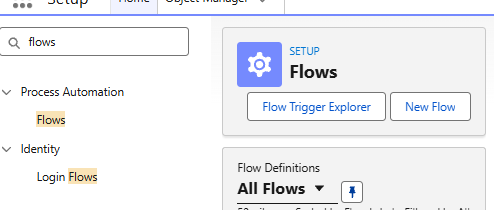 Setup Home Object Manager
flows
Process Automation
Flows
Identity
Login Flows
SETUP
Flows
Flow Trigger Explorer New Flow
Flow Definitions
All Flows